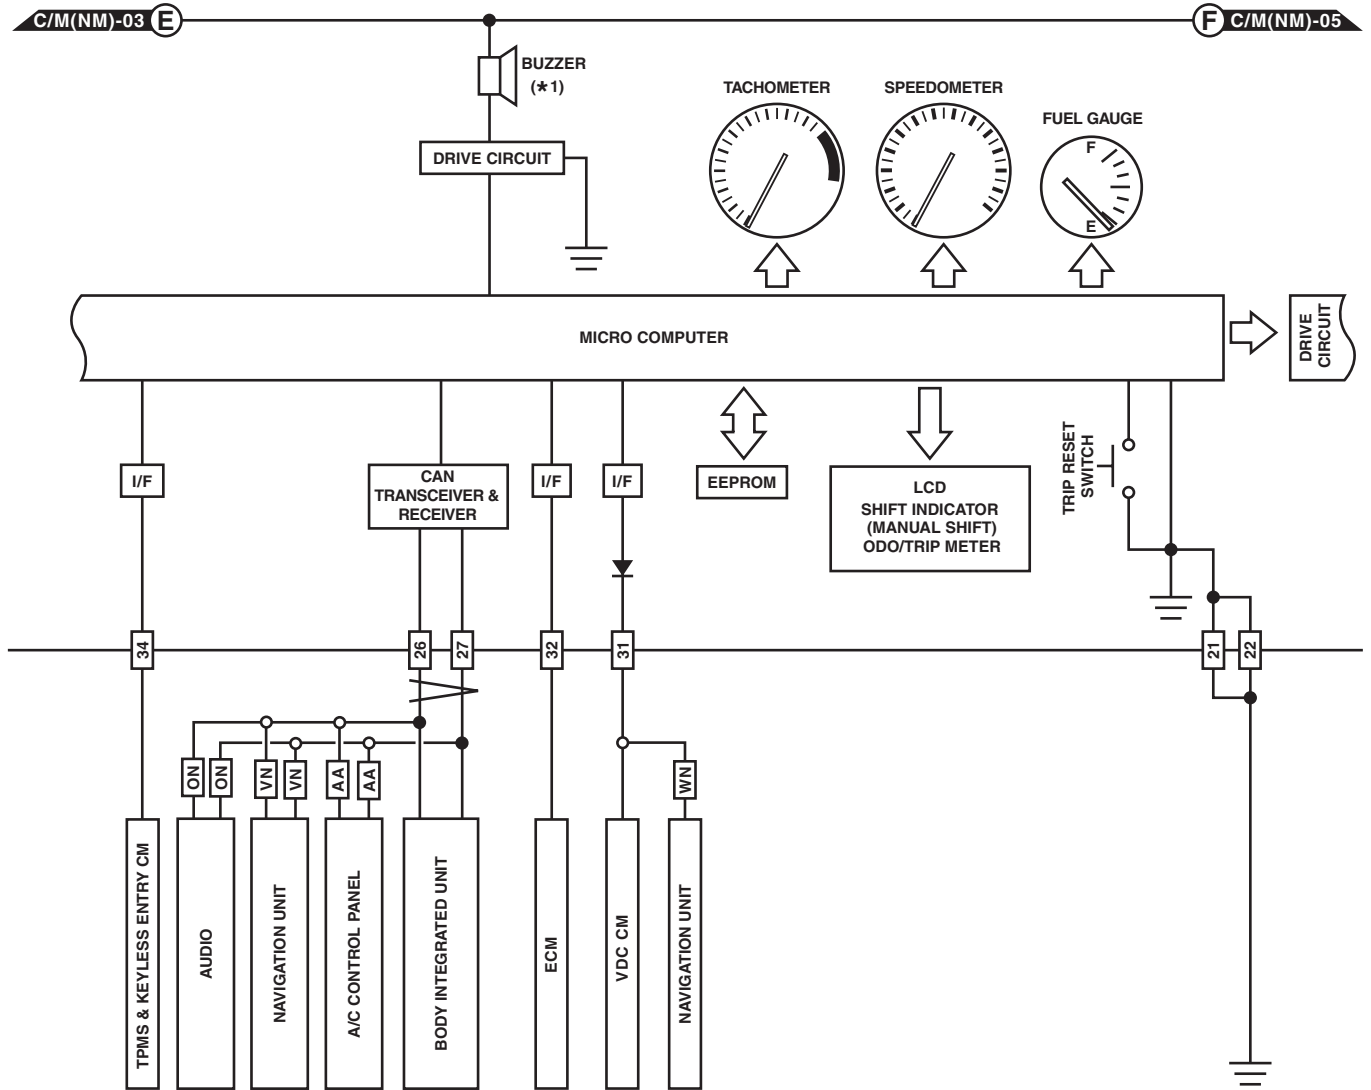 C/M(NM)-03 E
F C/M(NM)-05
BUZZER
(*1)
DRIVE CIRCUIT
TACHOMETER
SPEEDOMETER
FUEL GAUGE
F
E
MICRO COMPUTER
DRIVE
CIRCUIT
I/F
CAN
TRANSCEIVER &
RECEIVER
I/F
I/F
EEPROM
LCD
SHIFT INDICATOR
(MANUAL SHIFT)
ODO/TRIP METER
TRIP RESET
SWITCH
34
26
27
32
31
21
22
ON
ON
VN
VN
AA
AA
WN
TPMS & KEYLESS ENTRY CM
AUDIO
NAVIGATION UNIT
A/C CONTROL PANEL
BODY INTEGRATED UNIT
ECM
VDC CM
NAVIGATION UNIT